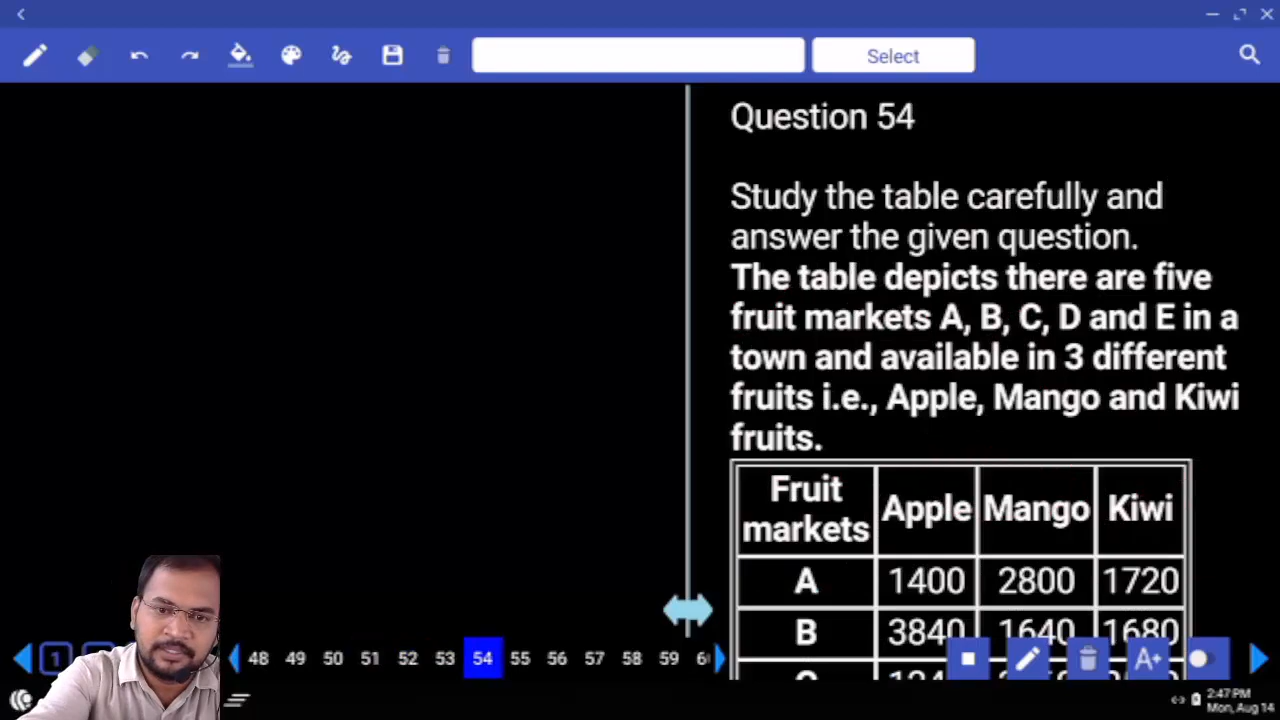 Select
Question 54
Study the table carefully and
answer the given question.
The table depicts there are five
fruit markets A, B, C, D and E in a
town and available in 3 different
fruits i.e., Apple, Mango and Kiwi
fruits.
Fruit markets Apple Mango Kiwi
A 1400 2800 1720
B 3840 1640 1680
1 48 49 50 51 52 53 54 55 56 57 58 59
A+
2:47 PM
Mon, Aug 14